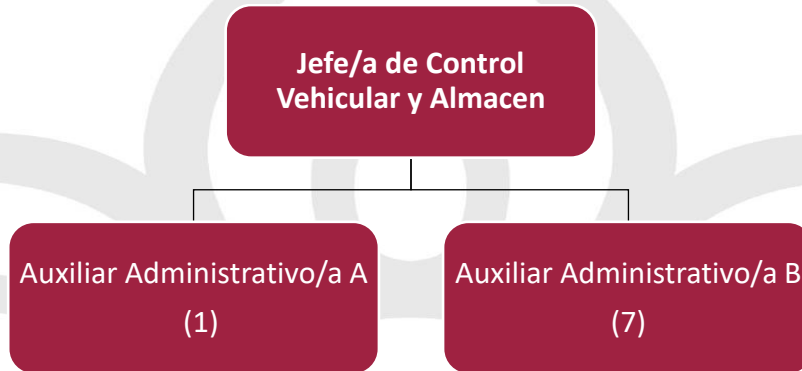 Jefe/a de Control
Vehicular y Almacen
Auxiliar Administrativo/a A
(1)
Auxiliar Administrativo/a B
(7)